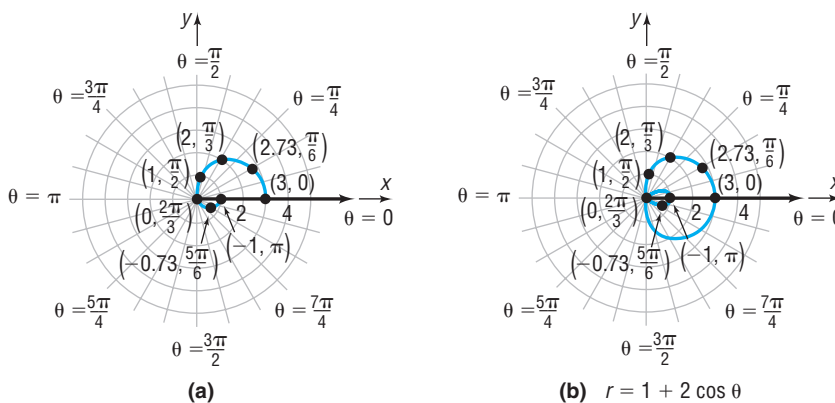 y
θ = π/2
θ = 3π/4
θ = π/4
(2, π/3)
(2.73, π/6)
(1, π/2)
(3, 0)
x
θ = π
2
4
θ = 0
(0, 2π/3)
(−1, π)
(−0.73, 5π/6)
θ = 5π/4
θ = 7π/4
θ = 3π/2
(a)
y
θ = π/2
θ = 3π/4
θ = π/4
(2, π/3)
(2.73, π/6)
(1, π/2)
(3, 0)
x
θ = π
2
4
θ = 0
(0, 2π/3)
(−1, π)
(−0.73, 5π/6)
θ = 5π/4
θ = 7π/4
θ = 3π/2
(b) r = 1 + 2 cos θ